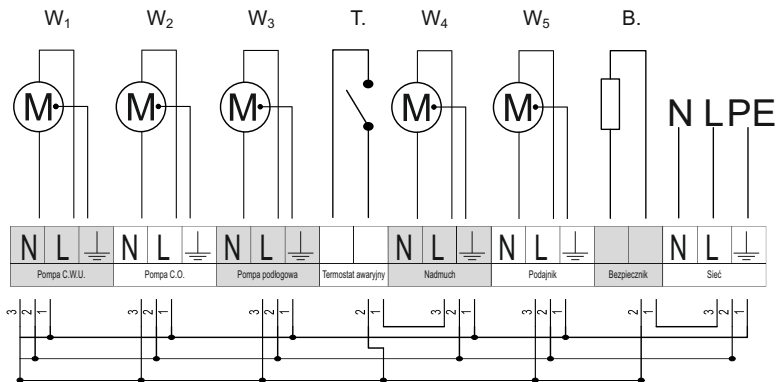 W₁ W₂ W₃ T. W₄ W₅ B.
M M M M M
N L PE
N L N L N L N L N L N L
Pompa C.W.U. Pompa C.O. Pompa podłogowa Termostat awaryjny Nadmuch Podajnik Bezpiecznik Sieć
3 2 1 3 2 1 3 2 1 2 1 3 2 1 3 2 1 2 1 3 2 1